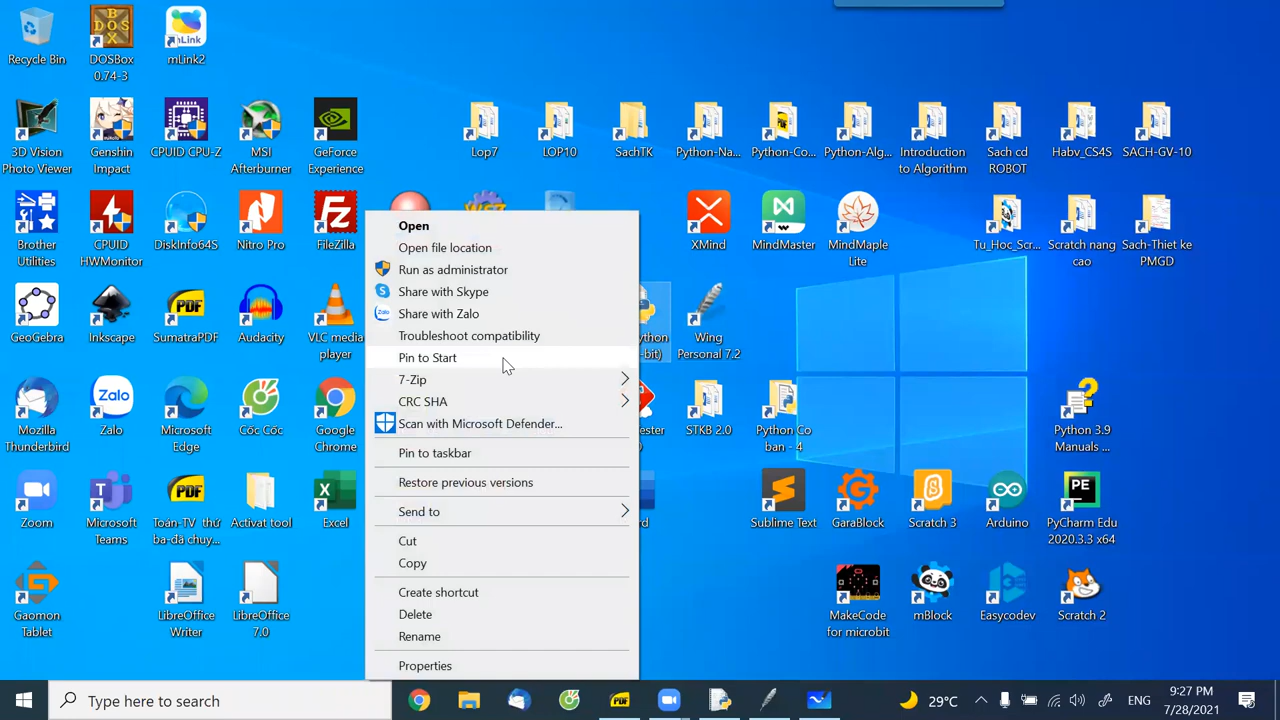 Recycle Bin
DOSBox
0.74-3
mLink2
3D Vision
Photo Viewer
Genshin
Impact
CPUID CPU-Z
MSI
Afterburner
GeForce
Experience
Lop7
LOP10
SachTK
Python-Na...
Python-Co...
Python-Alg...
Introduction
to Algorithm
Sach cd
ROBOT
Habv_CS4S
SACH-GV-10
Brother
Utilities
CPUID
HWMonitor
DiskInfo64S
Nitro Pro
FileZilla
XMind
MindMaster
MindMaple
Lite
Tu_Hoc_Scr...
Scratch nang
cao
Sach-Thiet ke
PMGD
GeoGebra
Inkscape
SumatraPDF
Audacity
VLC media
player
Wing
Personal 7.2
Mozilla
Thunderbird
Zalo
Microsoft
Edge
Cốc Cốc
Google
Chrome
STKB 2.0
Python Co
ban - 4
Python 3.9
Manuals ...
Zoom
Microsoft
Teams
Toán-TV thứ
ba-đã chuy...
Activat tool
Excel
Sublime Text
GaraBlock
Scratch 3
Arduino
PyCharm Edu
2020.3.3 x64
Gaomon
Tablet
LibreOffice
Writer
LibreOffice
7.0
MakeCode
for microbit
mBlock
Easycodev
Scratch 2
Open
Open file location
Run as administrator
Share with Skype
Share with Zalo
Troubleshoot compatibility
Pin to Start
7-Zip
CRC SHA
Scan with Microsoft Defender...
Pin to taskbar
Restore previous versions
Send to
Cut
Copy
Create shortcut
Delete
Rename
Properties
Type here to search
29°C
ENG
9:27 PM
7/28/2021